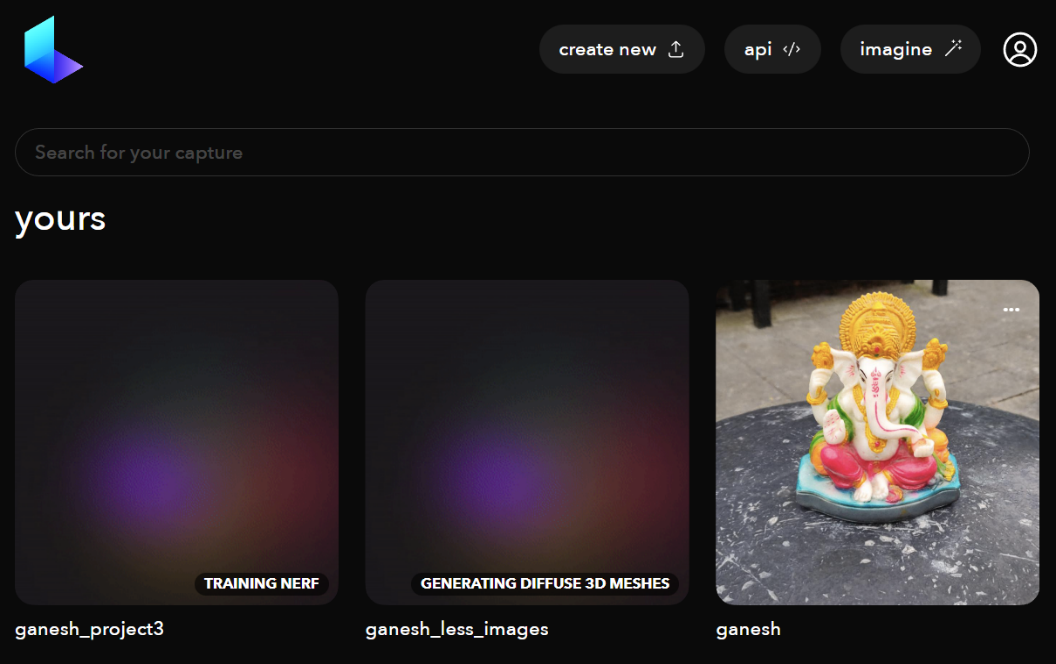 create new
api </>
imagine
Search for your capture
yours
TRAINING NERF
GENERATING DIFFUSE 3D MESHES
ganesh_project3
ganesh_less_images
ganesh